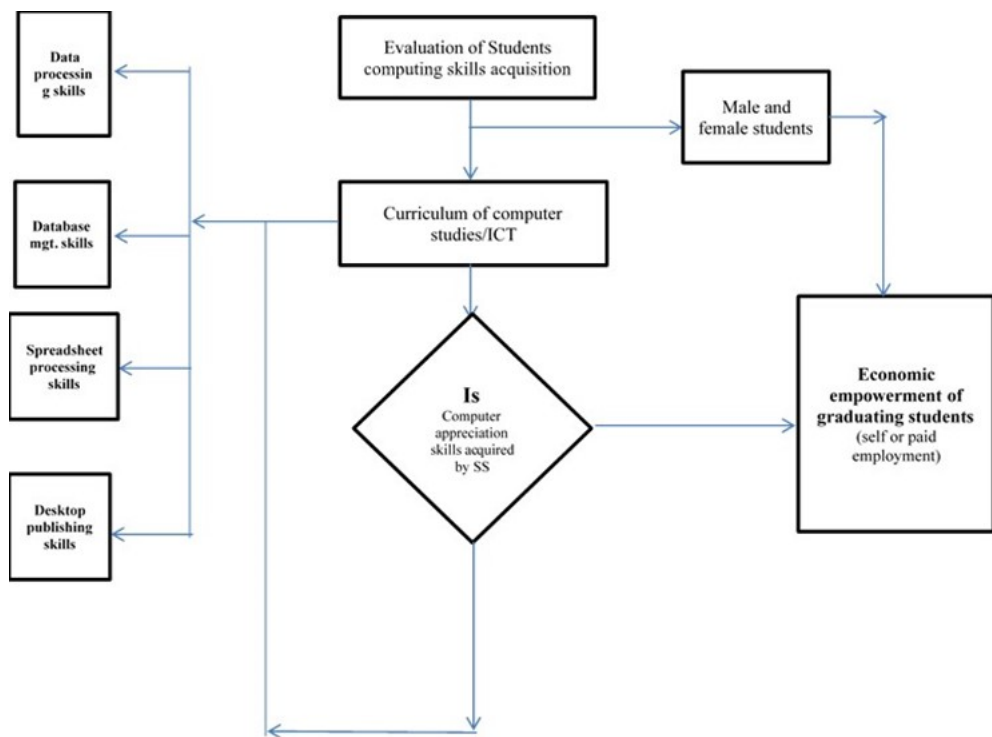 Evaluation of Students
computing skills acquisition
Male and
female students
Curriculum of computer
studies/ICT
Data
processin
g skills
Database
mgt. skills
Spreadsheet
processing
skills
Desktop
publishing
skills
Is
Computer
appreciation
skills acquired
by SS
Economic
empowerment of
graduating students
(self or paid
employment)